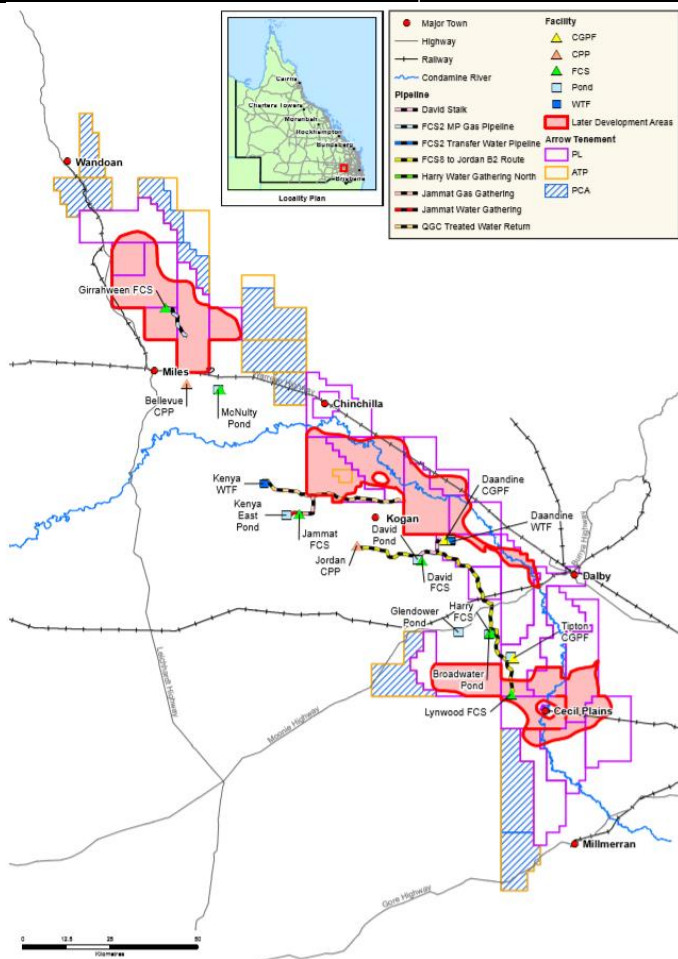 Cairns
Charters Towers
Moranbah
Rockhampton
Bundaberg
Brisbane
Locality Plan
Major Town
Highway
Railway
Condamine River
Pipeline
David Stalk
FCS2 MP Gas Pipeline
FCS2 Transfer Water Pipeline
FCS8 to Jordan B2 Route
Harry Water Gathering North
Jammat Gas Gathering
Jammat Water Gathering
QGC Treated Water Return
Facility
CGPF
CPP
FCS
Pond
WTF
Later Development Areas
Arrow Tenement
PL
ATP
PCA
Wandoan
Girrahween FCS
Miles
Bellevue
CPP
McNulty
Pond
Chinchilla
Kenya
WTF
Kenya
East
Pond
Jammat
FCS
Kogan
David
Pond
Jordan
CPP
David
FCS
Daandine
CGPF
Daandine
WTF
Dalby
Harry
FCS
Glendower
Pond
Tipton
CGPF
Broadwater
Pond
Lynwood FCS
Cecil Plains
Leichhardt Highway
Moonie Highway
Millmerran
Gore Highway
0 12.5 25 50
Kilometres